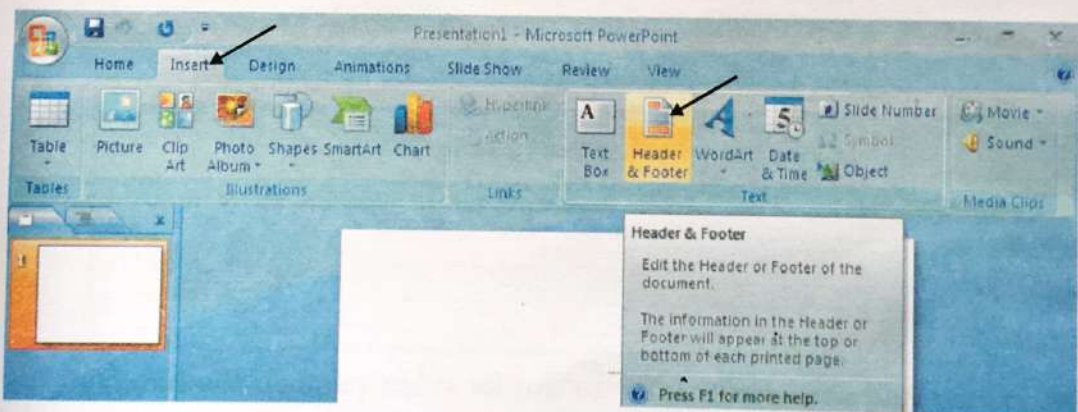 Presentation1 - Microsoft PowerPoint
Home Insert Design Animations Slide Show Review View
Table
Picture
Clip
Art
Photo
Album
Shapes
SmartArt
Chart
Hyperlink
Action
A
Text
Box
Header
& Footer
A
WordArt
5
Date
& Time
Slide Number
Symbol
Object
Movie
Sound
Tables
Illustrations
Links
Text
Media Clips
1
Header & Footer
Edit the Header or Footer of the
document.
The information in the Header or
Footer will appear at the top or
bottom of each printed page.
Press F1 for more help.